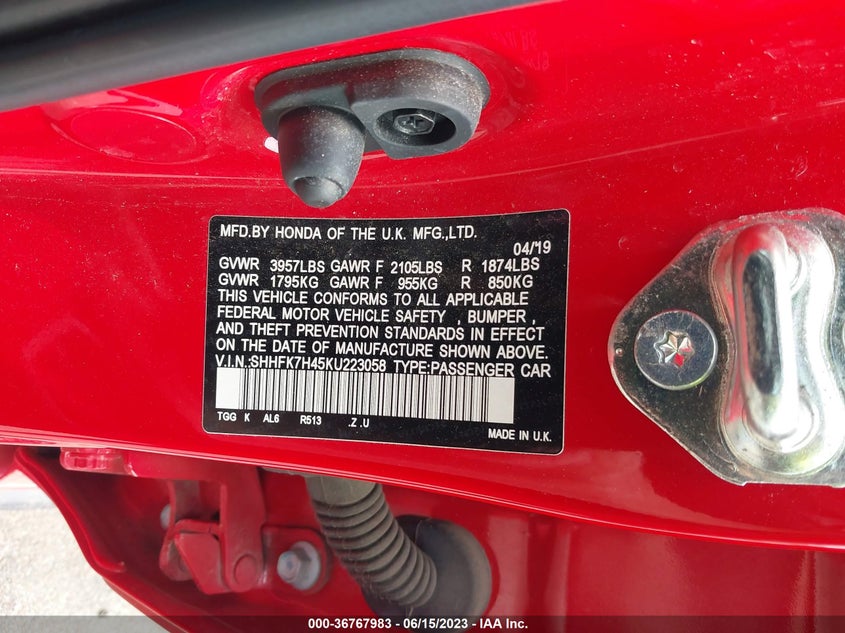 MFD.BY HONDA OF THE U.K. MFG.,LTD.
04/19
GVWR 3957LBS GAWR F 2105LBS R 1874LBS
GVWR 1795KG GAWR F 955KG R 850KG
THIS VEHICLE CONFORMS TO ALL APPLICABLE
FEDERAL MOTOR VEHICLE SAFETY , BUMPER ,
AND THEFT PREVENTION STANDARDS IN EFFECT
ON THE DATE OF MANUFACTURE SHOWN ABOVE.
V.I.N.:SHHFK7H45KU223058 TYPE:PASSENGER CAR
TGG K AL6 R513 .Z .U
MADE IN U.K.
000-36767983 - 06/15/2023 - IAA Inc.